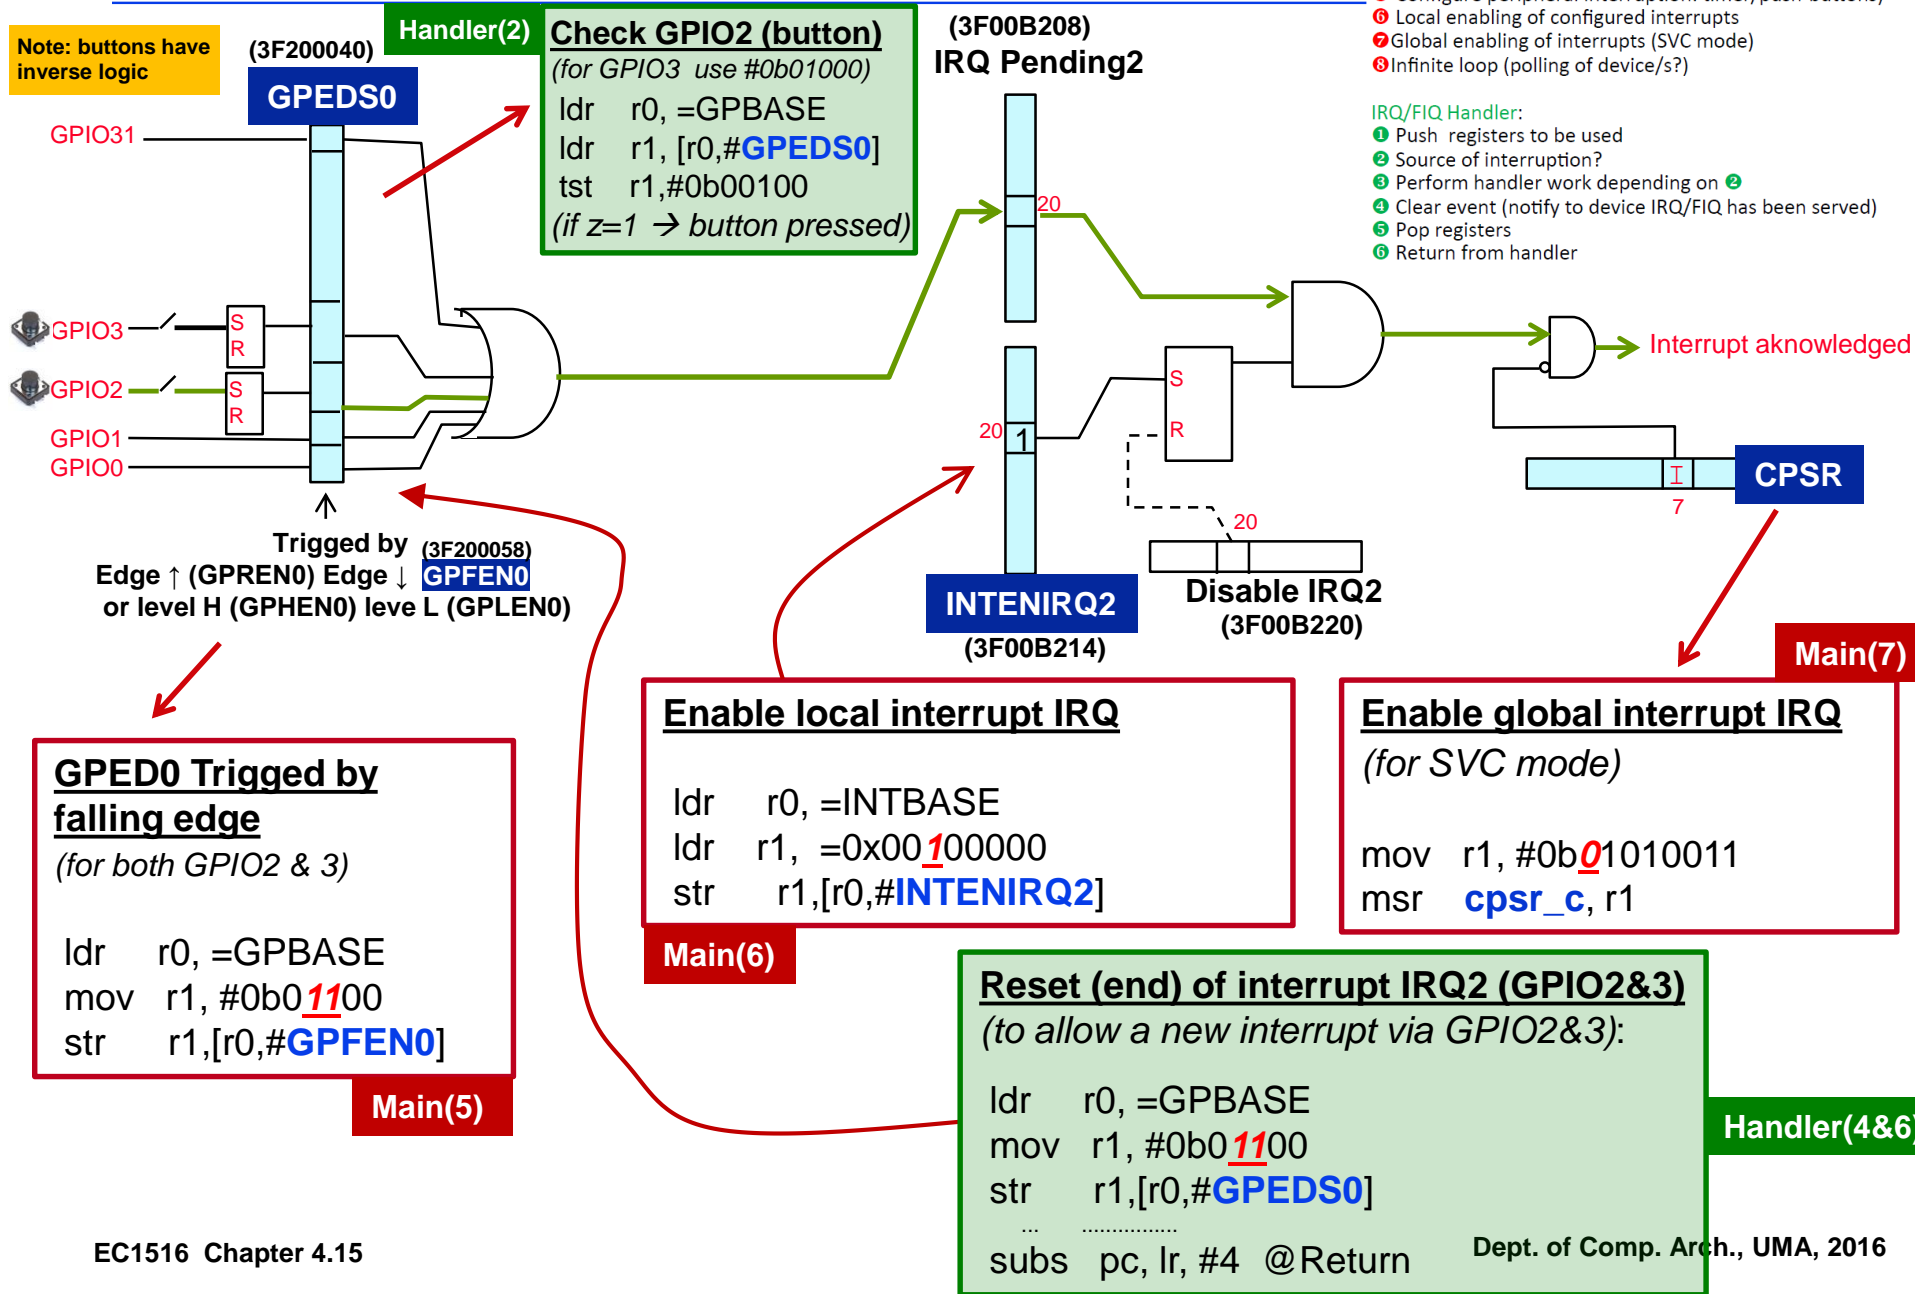 Note: buttons have
inverse logic
(3F200040)
GPEDS0
Handler(2)
Check GPIO2 (button)
(for GPIO3 use #0b01000)
ldr r0, =GPBASE
ldr r1, [r0,#GPEDS0]
tst r1,#0b00100
(if z=1 → button pressed)
(3F00B208)
IRQ Pending2
❻ Local enabling of configured interrupts
❼Global enabling of interrupts (SVC mode)
❽Infinite loop (polling of device/s?)
IRQ/FIQ Handler:
❶ Push registers to be used
❷ Source of interruption?
❸ Perform handler work depending on ❷
❹ Clear event (notify to device IRQ/FIQ has been served)
❺ Pop registers
❻ Return from handler
GPIO31
GPIO3
S
R
GPIO2
S
R
GPIO1
GPIO0
20
20
1
S
R
20
Interrupt aknowledged
I
7
CPSR
Trigged by (3F200058)
Edge ↑ (GPREN0) Edge ↓ GPFEN0
or level H (GPHEN0) leve L (GPLEN0)
INTENIRQ2
(3F00B214)
Disable IRQ2
(3F00B220)
Main(7)
GPED0 Trigged by
falling edge
(for both GPIO2 & 3)
ldr r0, =GPBASE
mov r1, #0b01100
str r1,[r0,#GPFEN0]
Main(5)
Enable local interrupt IRQ
ldr r0, =INTBASE
ldr r1, =0x00100000
str r1,[r0,#INTENIRQ2]
Main(6)
Enable global interrupt IRQ
(for SVC mode)
mov r1, #0b01010011
msr cpsr_c, r1
Reset (end) of interrupt IRQ2 (GPIO2&3)
(to allow a new interrupt via GPIO2&3):
ldr r0, =GPBASE
mov r1, #0b01100
str r1,[r0,#GPEDS0]
... ................
subs pc, lr, #4 @Return
Handler(4&6)
EC1516 Chapter 4.15
Dept. of Comp. Arch., UMA, 2016